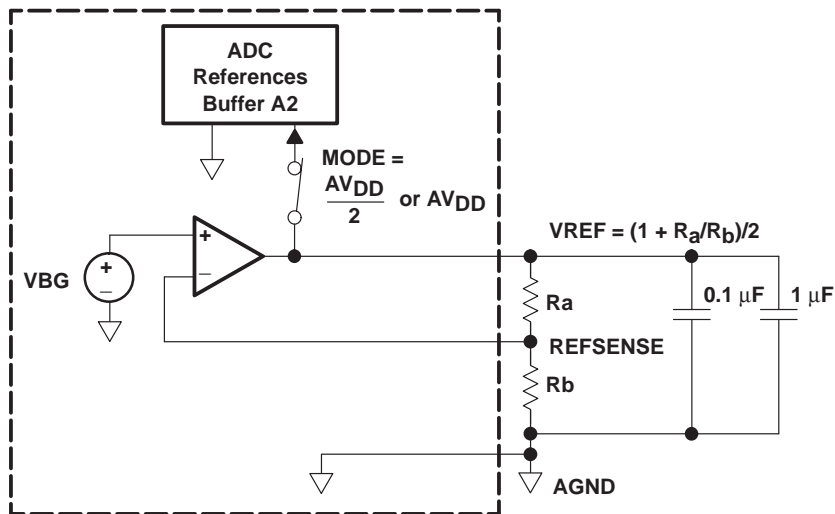 ADC
References
Buffer A2
MODE =
AVDD
2
or AVDD
VREF = (1 + Ra/Rb)/2
+
−
+
−
VBG
Ra
0.1 μF
1 μF
REFSENSE
Rb
AGND